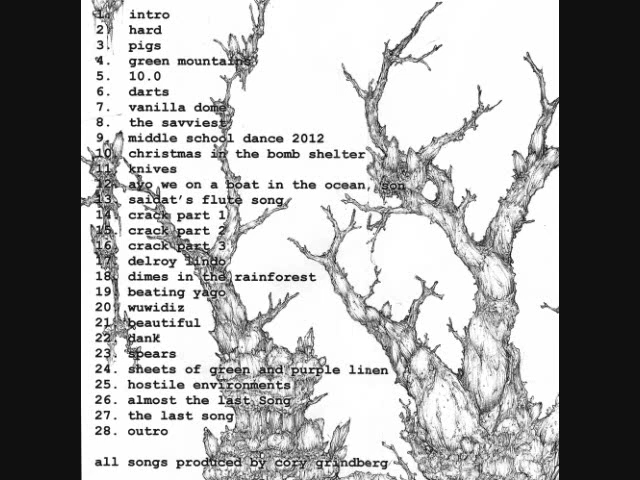 1. intro
2. hard
3. pigs
4. green mountains
5. 10.0
6. darts
7. vanilla dome
8. the savviest
9. middle school dance 2012
10. christmas in the bomb shelter
11. knives
12. ayo we on a boat in the ocean, son
13. saidat's flute song
14. crack part 1
15. crack part 2
16. crack part 3
17. delroy lindo
18. dimes in the rainforest
19. beating yago
20. wuwidiz
21. beautiful
22. dank
23. spears
24. sheets of green and purple linen
25. hostile environments
26. almost the last Song
27. the last song
28. outro
all songs produced by cory grindberg